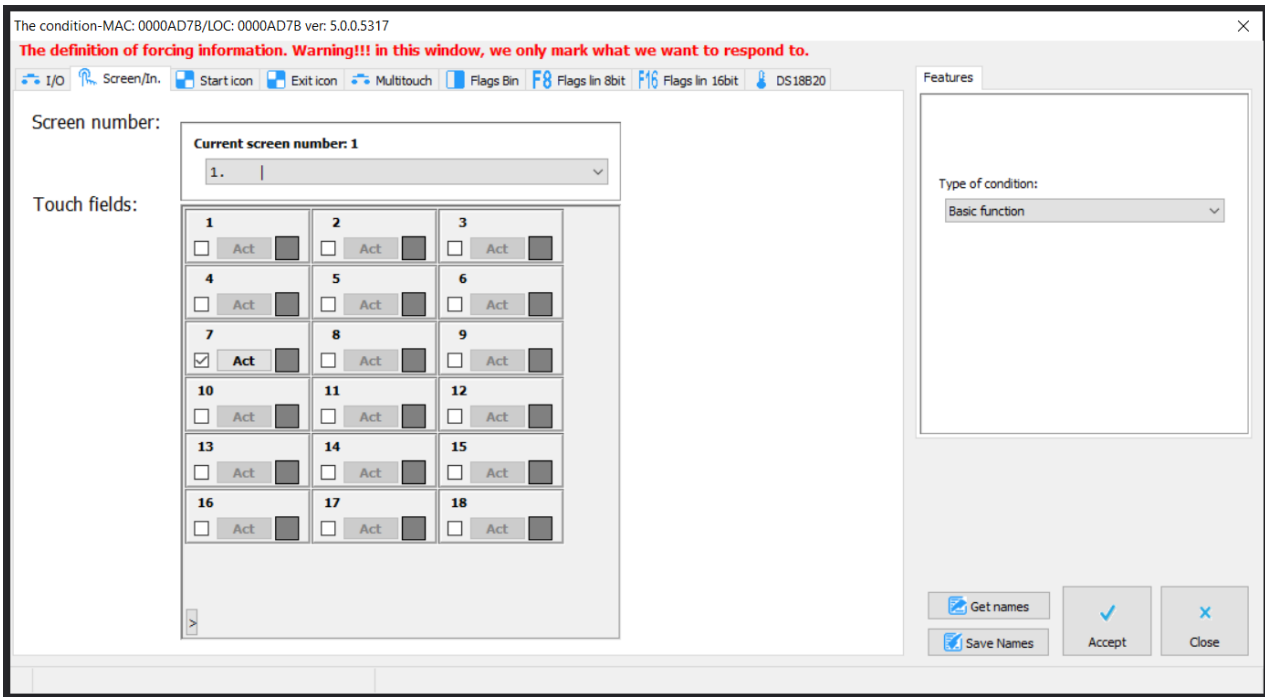 The condition-MAC: 0000AD7B/LOC: 0000AD7B ver: 5.0.0.5317
The definition of forcing information. Warning!!! in this window, we only mark what we want to respond to.
I/O Screen/In. Start icon Exit icon Multitouch Flags Bin F8 Flags lin 8bit F16 Flags lin 16bit DS18B20
Features
Screen number:
Current screen number: 1
1. |
Type of condition:
Basic function
Touch fields:
1 2 3
Act Act Act
4 5 6
Act Act Act
7 8 9
Act Act Act
10 11 12
Act Act Act
13 14 15
Act Act Act
16 17 18
Act Act Act
>
Get names
Save Names
Accept
Close